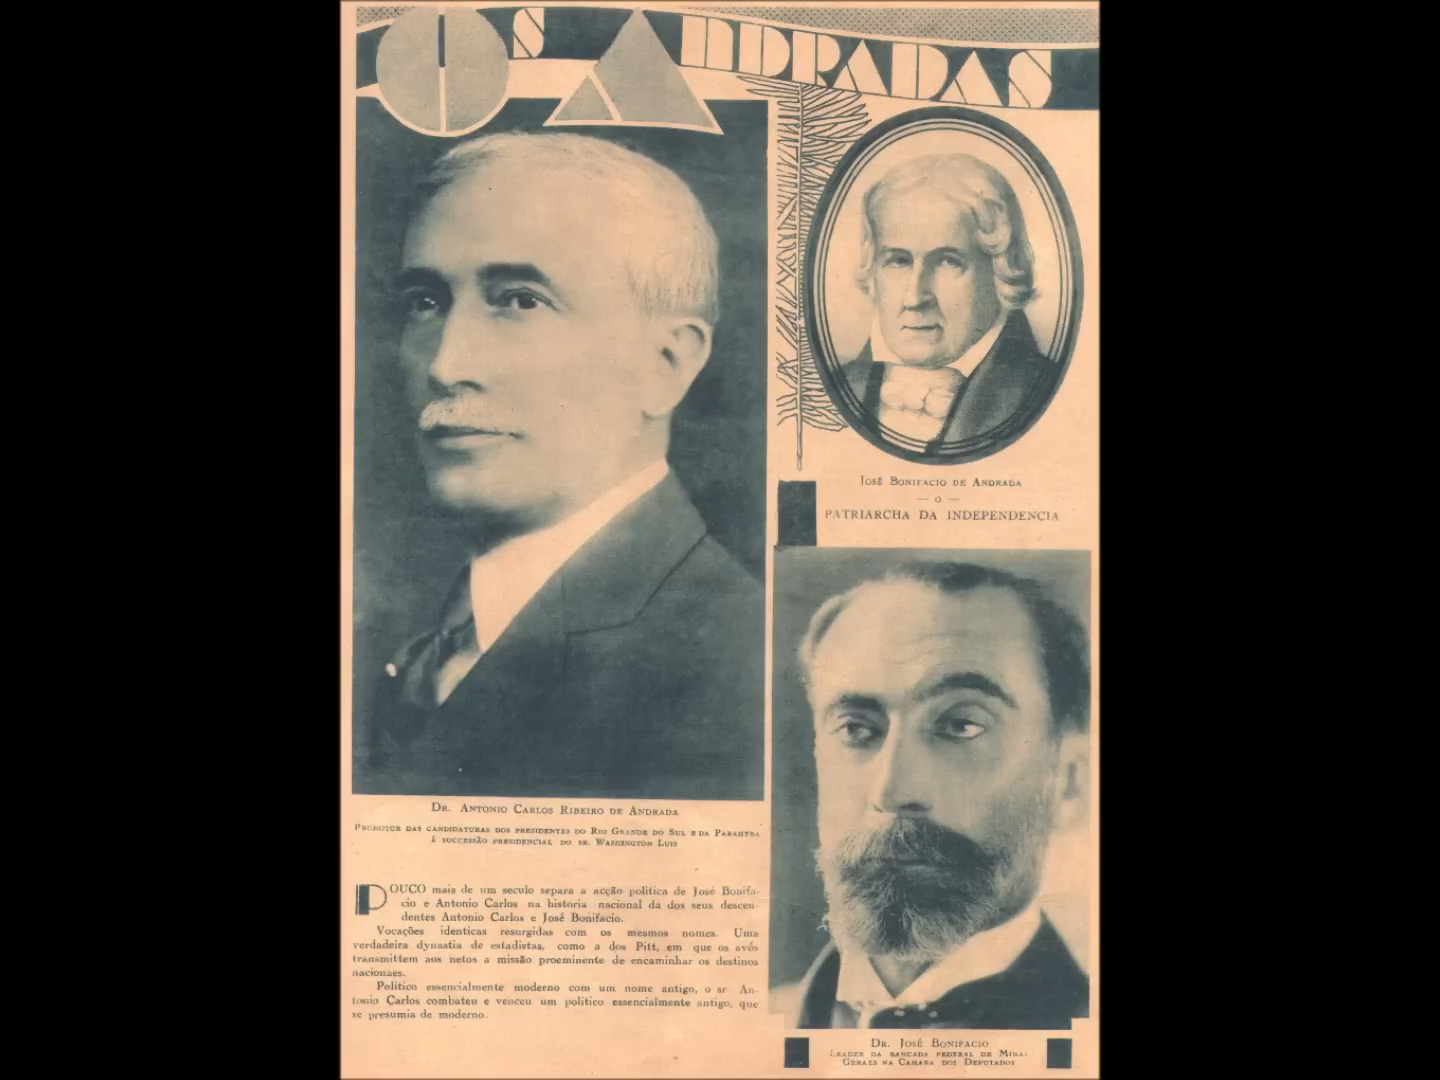 OS ANDRADAS
JOSÉ BONIFACIO DE ANDRADA
— O —
PATRIARCHA DA INDEPENDENCIA
DR. ANTONIO CARLOS RIBEIRO DE ANDRADA
PROMOTOR DAS CANDIDATURAS DOS PRESIDENTES DO RIO GRANDE DO SUL E DA PARAHYBA
Á SUCCESSÃO PRESIDENCIAL DO SR. WASHINGTON LUIS
POUCO mais de um seculo separa a acção politica de José Bonifa-
cio e Antonio Carlos na historia nacional da dos seus descen-
dentes Antonio Carlos e José Bonifacio.
Vocações identicas resurgidas com os mesmos nomes. Uma
verdadeira dynastia de estadistas, como a dos Pitt, em que os avós
transmittem aos netos a missão proeminente de encaminhar os destinos
nacionaes.
Politico essencialmente moderno com um nome antigo, o sr. An-
tonio Carlos combateu e venceu um politico essencialmente antigo, que
se presumia de moderno.
DR. JOSÉ BONIFACIO
LEADER DA BANCADA FEDERAL DE MINAS
GERAES NA CAMARA DOS DEPUTADOS